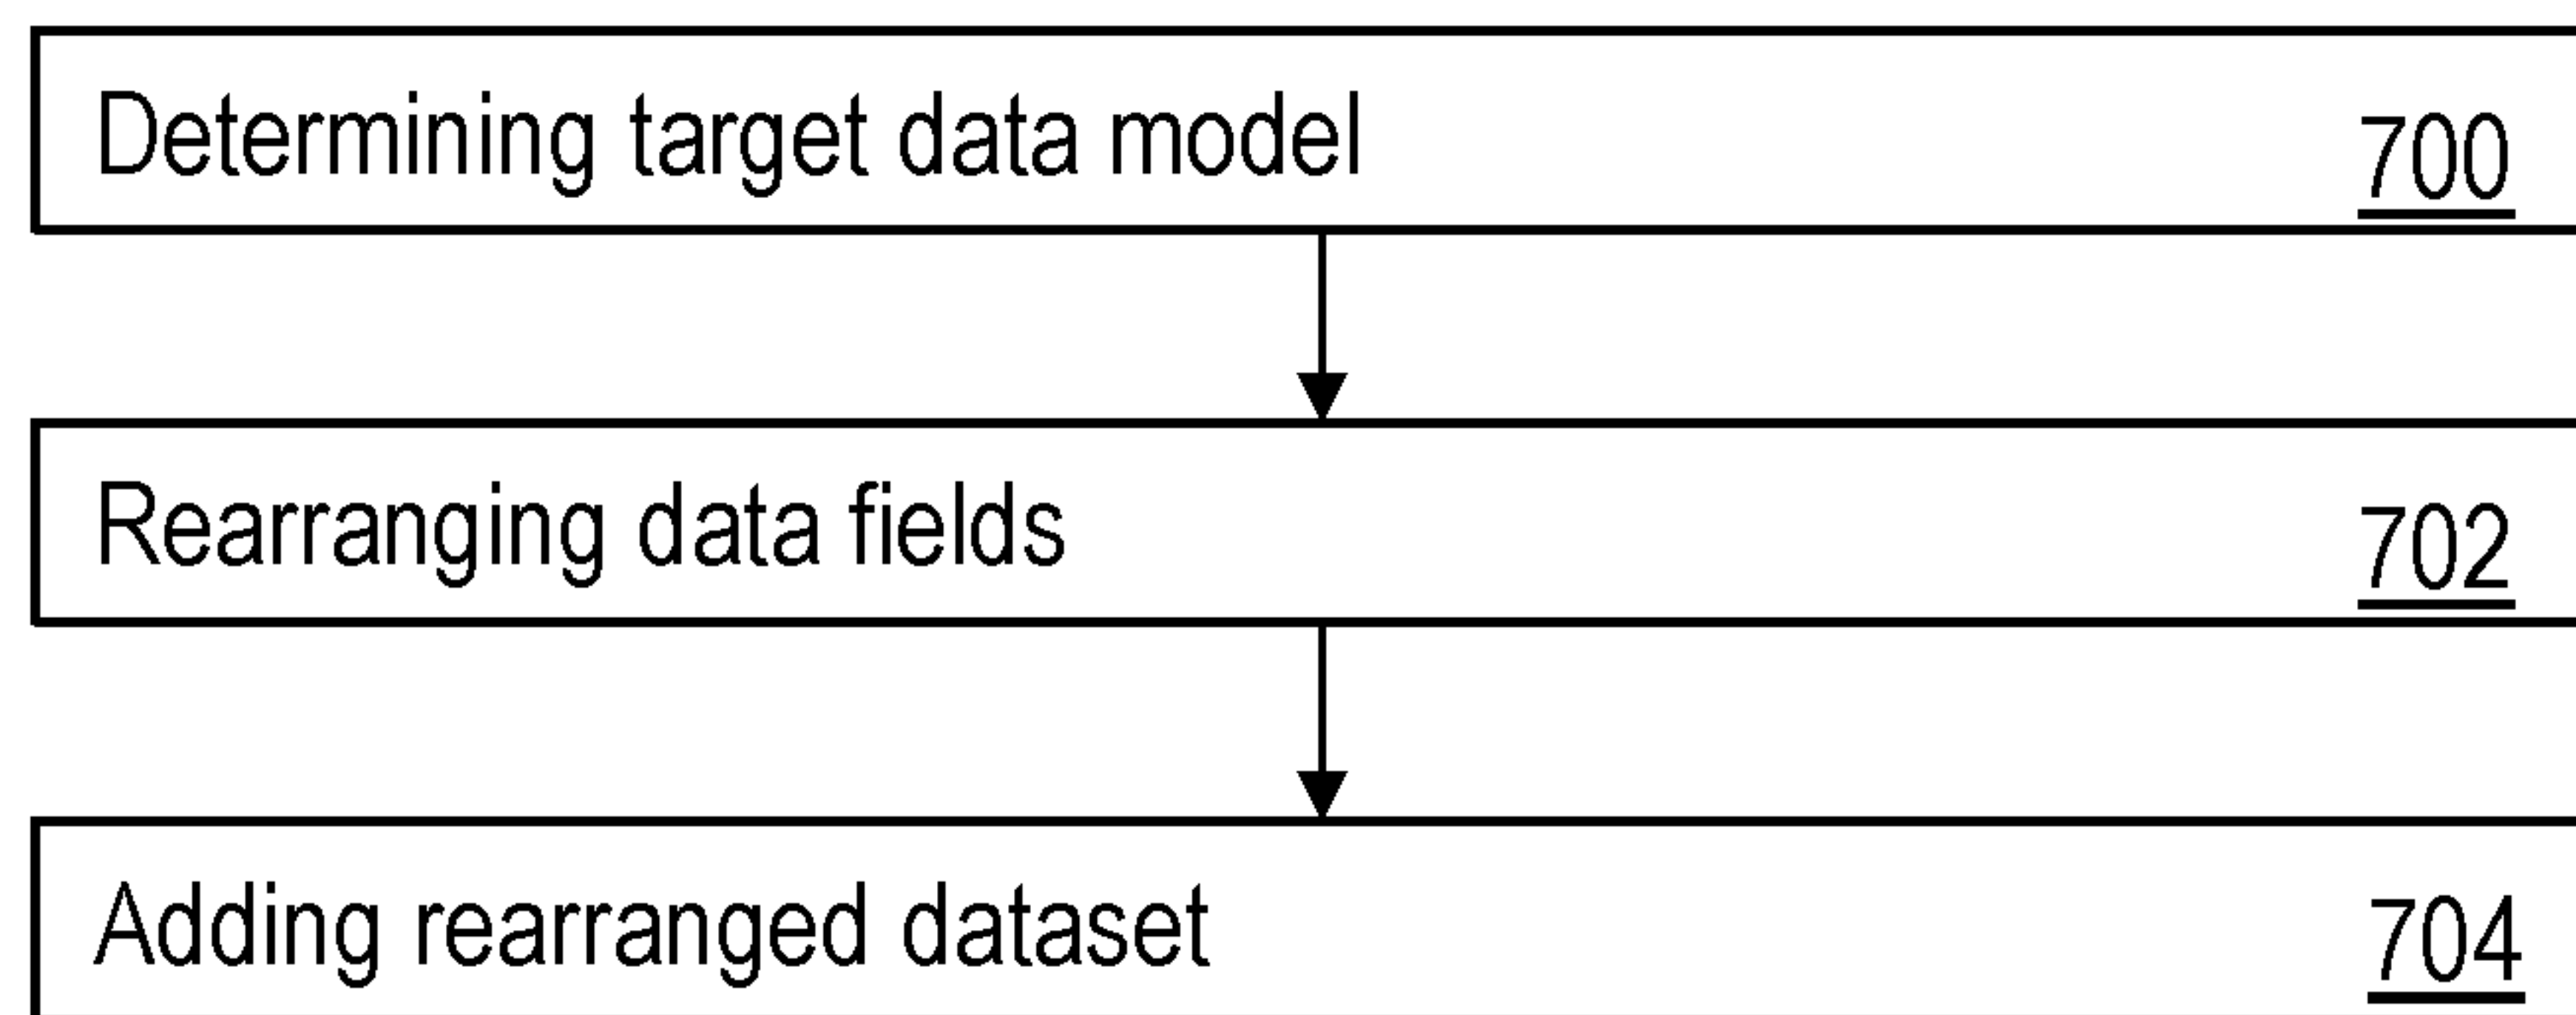 Determining target data model 700
Rearranging data fields 702
Adding rearranged dataset 704